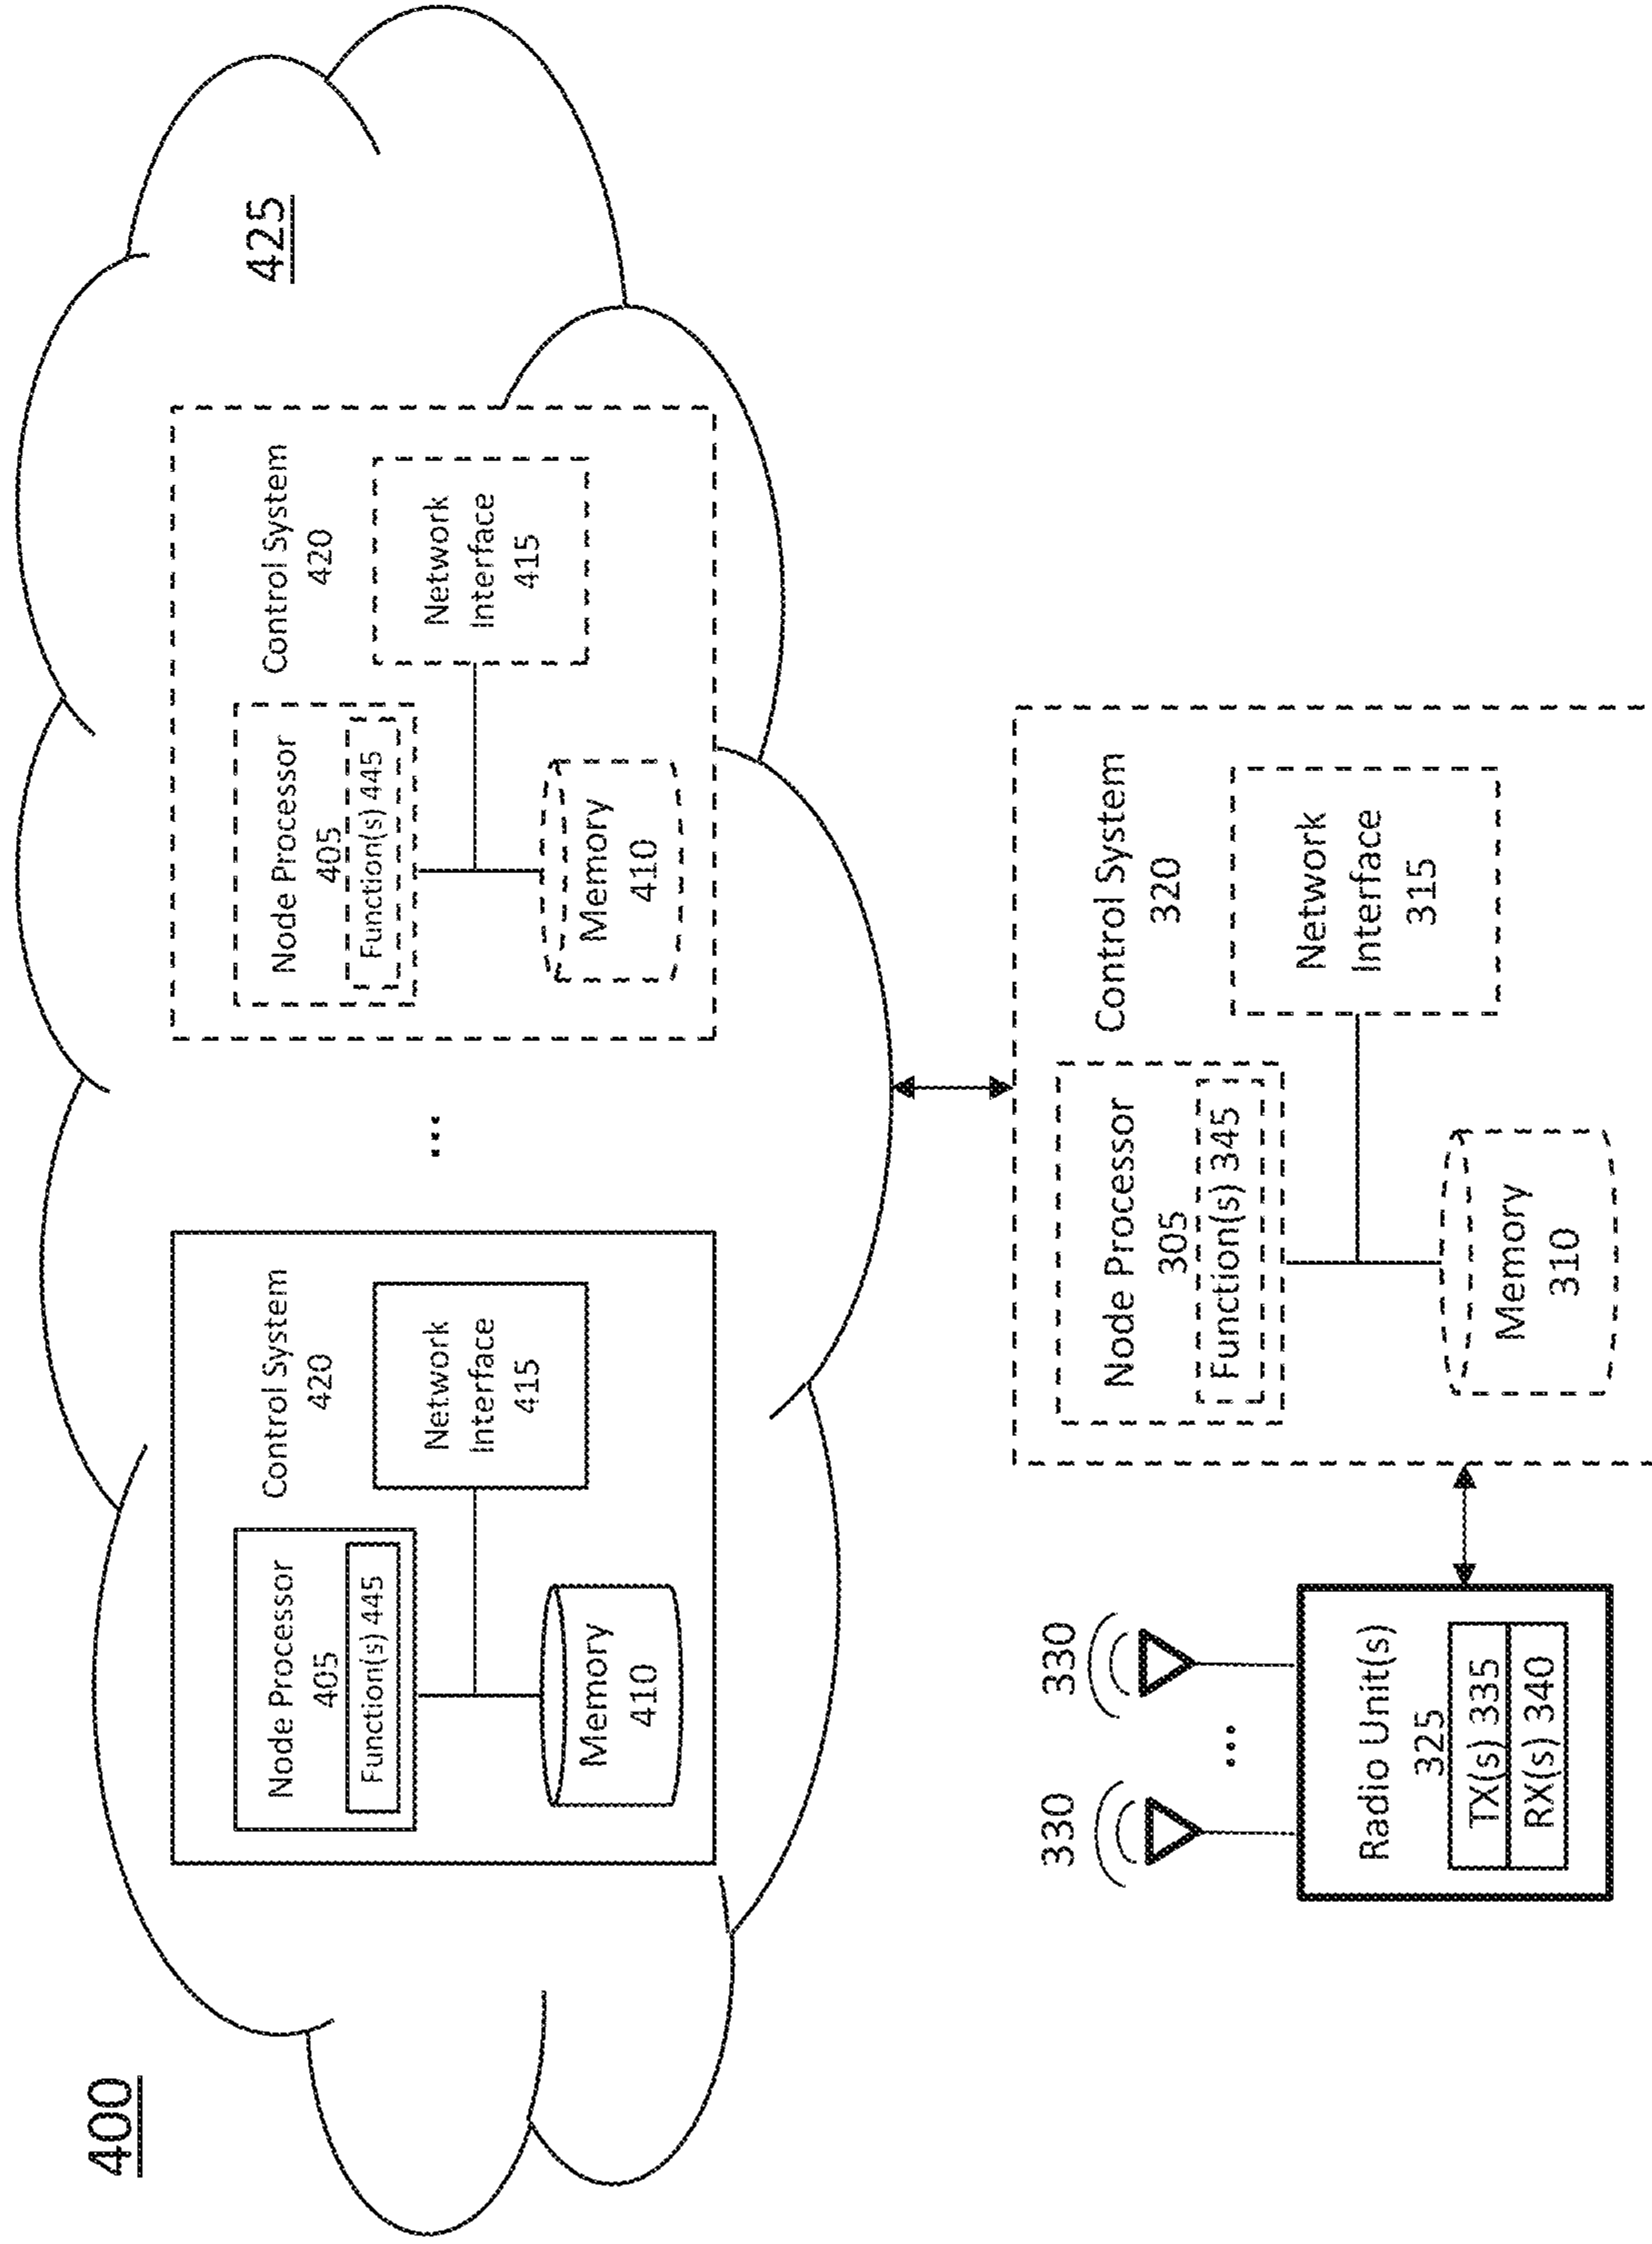 400
425
Control System
420
Node Processor
405
Function(s) 445
Network
Interface
415
Memory
410
...
Control System
420
Node Processor
405
Function(s) 445
Network
Interface
415
Memory
410
330
...
330
Radio Unit(s)
325
TX(s) 335
RX(s) 340
Control System
320
Node Processor
305
Function(s) 345
Network
Interface
315
Memory
310